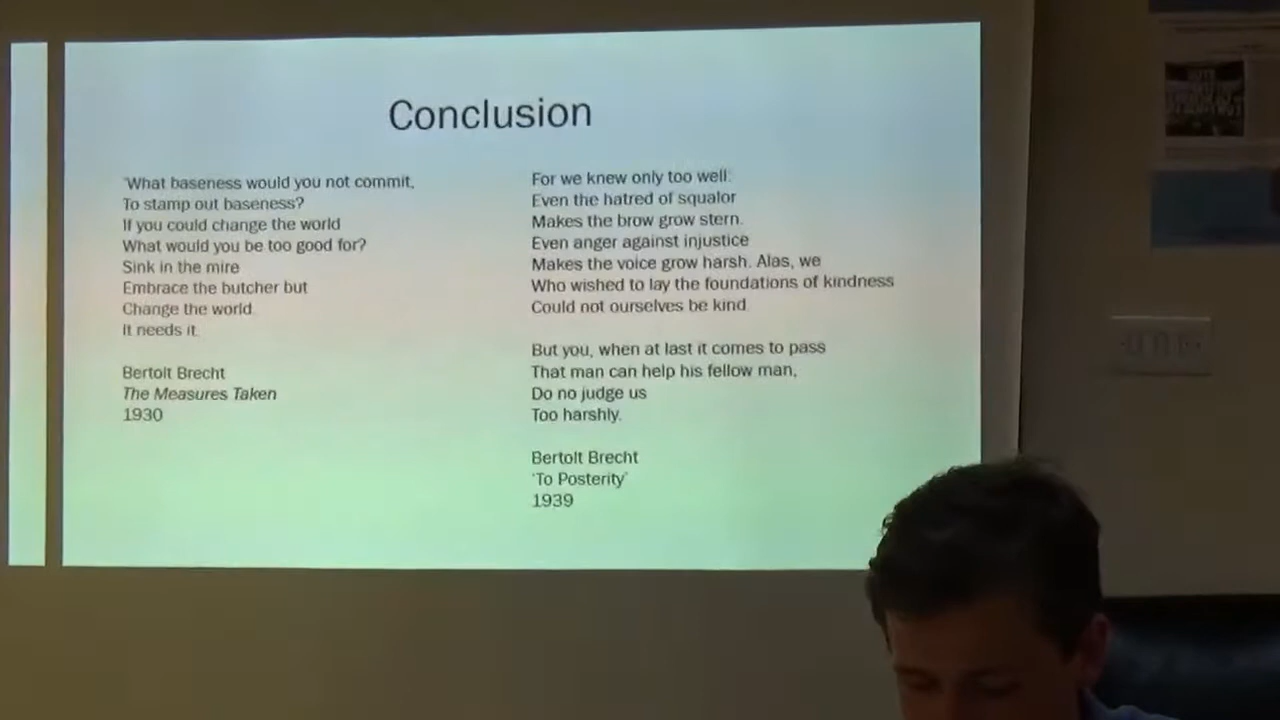 Conclusion
'What baseness would you not commit,
To stamp out baseness?
If you could change the world
What would you be too good for?
Sink in the mire
Embrace the butcher but
Change the world
It needs it.
Bertolt Brecht
The Measures Taken
1930
For we knew only too well:
Even the hatred of squalor
Makes the brow grow stern.
Even anger against injustice
Makes the voice grow harsh. Alas, we
Who wished to lay the foundations of kindness
Could not ourselves be kind.
But you, when at last it comes to pass
That man can help his fellow man,
Do no judge us
Too harshly.
Bertolt Brecht
'To Posterity'
1939